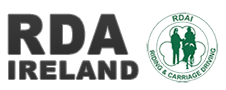 RDA
IRELAND
RDAI
RIDING & CARRIAGE DRIVING